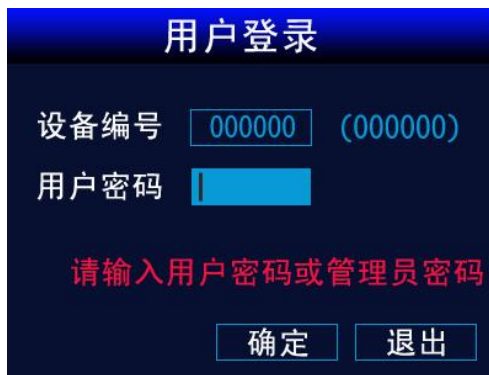 用户登录
设备编号 000000 (000000)
用户密码
请输入用户密码或管理员密码
确定 退出